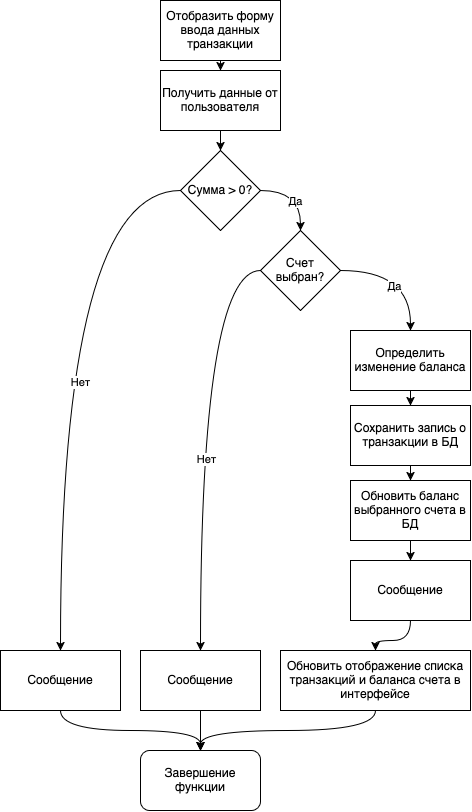 Отобразить форму
ввода данных
транзакции
Получить данные от
пользователя
Сумма > 0?
Да
Счет
выбран?
Да
Определить
изменение баланса
Нет
Сохранить запись о
транзакции в БД
Нет
Обновить баланс
выбранного счета в
БД
Сообщение
Сообщение
Сообщение
Обновить отображение списка
транзакций и баланса счета в
интерфейсе
Завершение
функции